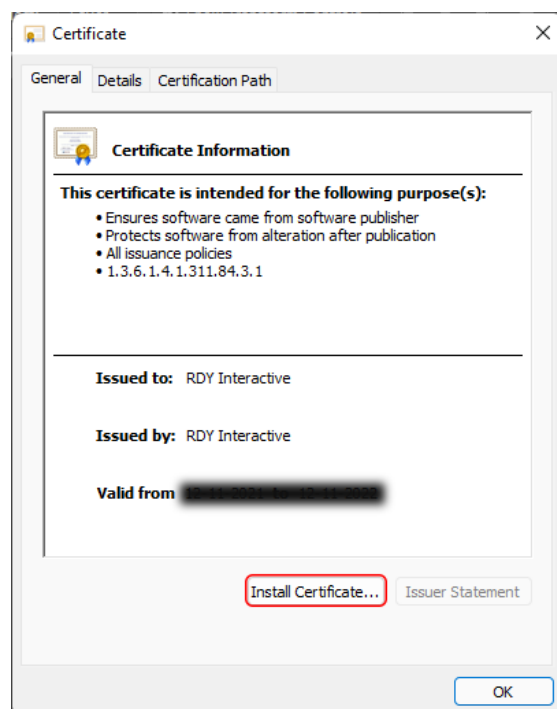 Certificate
General Details Certification Path
Certificate Information
This certificate is intended for the following purpose(s):
• Ensures software came from software publisher
• Protects software from alteration after publication
• All issuance policies
• 1.3.6.1.4.1.311.84.3.1
Issued to: RDY Interactive
Issued by: RDY Interactive
Valid from
Install Certificate... Issuer Statement
OK